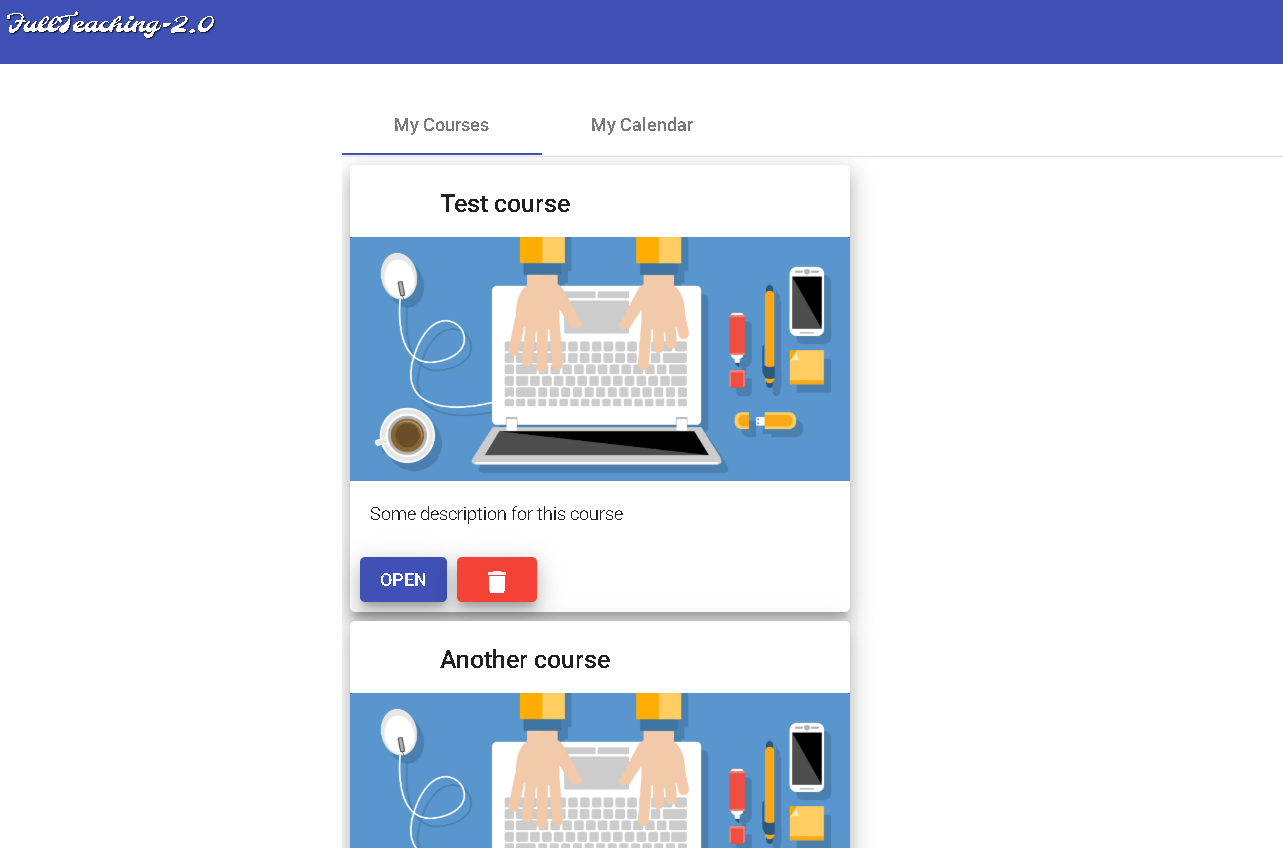 FullTeaching-2.0
My Courses
My Calendar
Test course
Some description for this course
OPEN
Another course